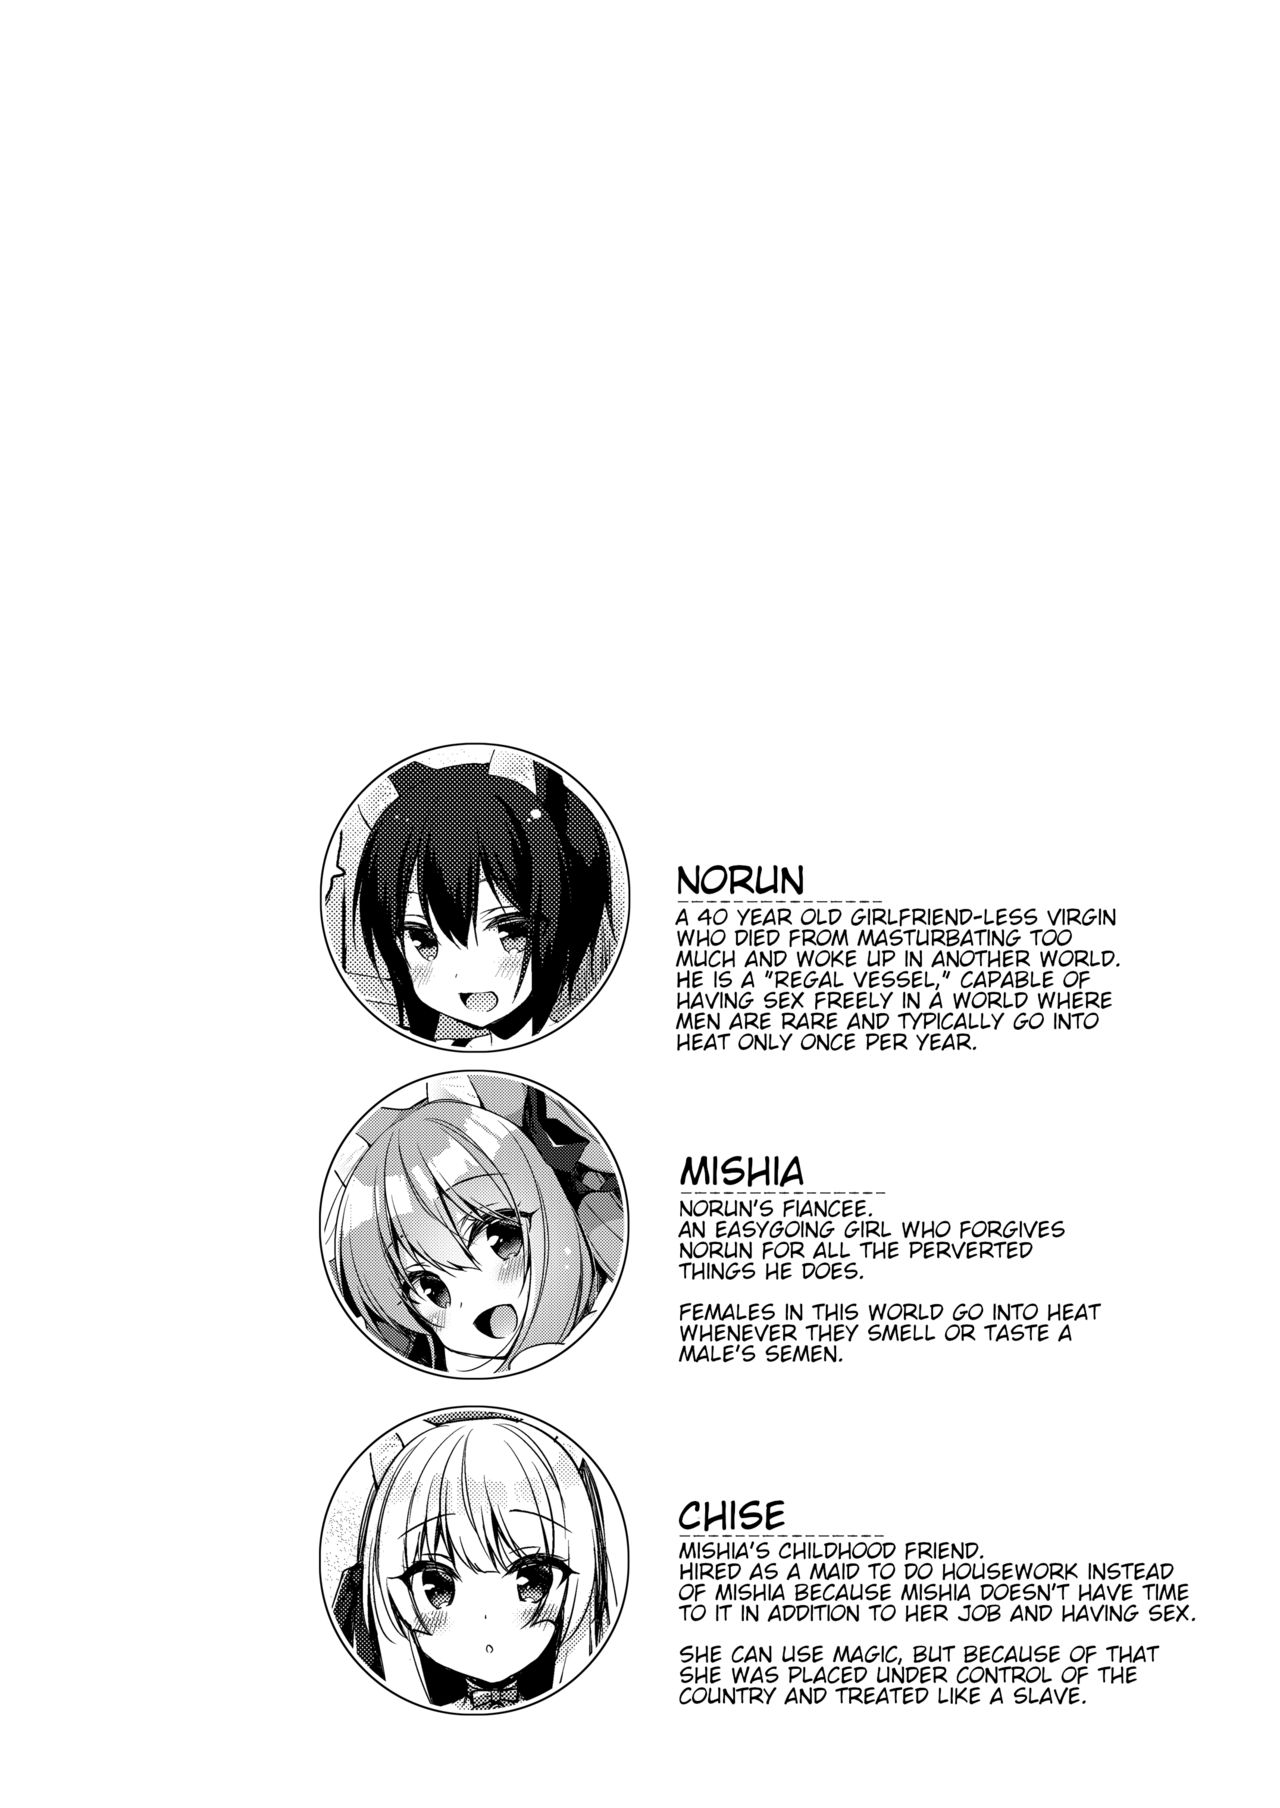 NORUN
A 40 YEAR OLD GIRLFRIEND-LESS VIRGIN
WHO DIED FROM MASTURBATING TOO
MUCH AND WOKE UP IN ANOTHER WORLD.
HE IS A "REGAL VESSEL," CAPABLE OF
HAVING SEX FREELY IN A WORLD WHERE
MEN ARE RARE AND TYPICALLY GO INTO
HEAT ONLY ONCE PER YEAR.
MISHIA
NORUN'S FIANCEE.
AN EASYGOING GIRL WHO FORGIVES
NORUN FOR ALL THE PERVERTED
THINGS HE DOES.
FEMALES IN THIS WORLD GO INTO HEAT
WHENEVER THEY SMELL OR TASTE A
MALE'S SEMEN.
CHISE
MISHIA'S CHILDHOOD FRIEND.
HIRED AS A MAID TO DO HOUSEWORK INSTEAD
OF MISHIA BECAUSE MISHIA DOESN'T HAVE TIME
TO IT IN ADDITION TO HER JOB AND HAVING SEX.
SHE CAN USE MAGIC, BUT BECAUSE OF THAT
SHE WAS PLACED UNDER CONTROL OF THE
COUNTRY AND TREATED LIKE A SLAVE.